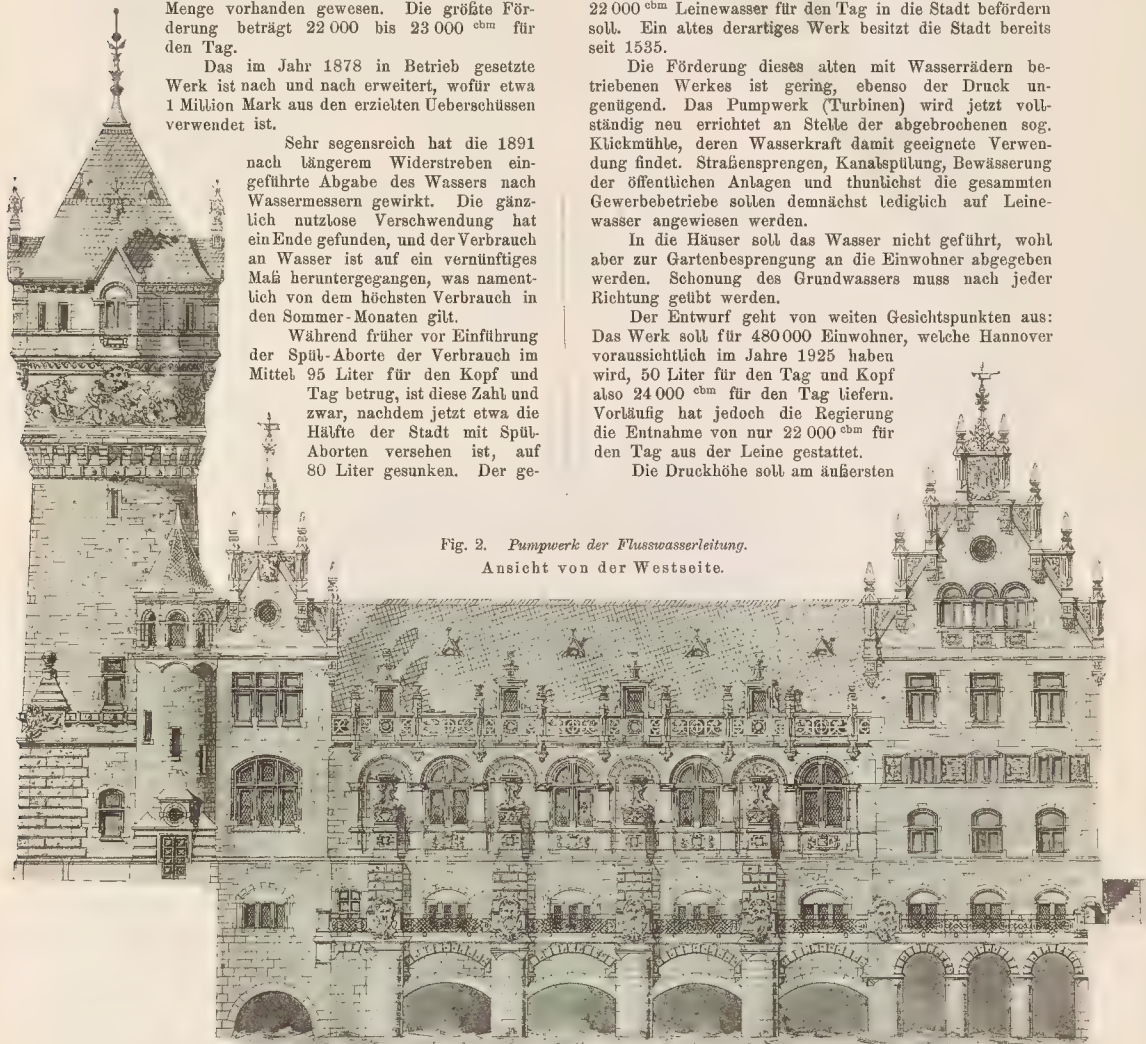 Menge vorhanden gewesen. Die größte För-
derung beträgt 22 000 bis 23 000 cbm für
den Tag.
Das im Jahr 1878 in Betrieb gesetzte
Werk ist nach und nach erweitert, wofür etwa
1 Million Mark aus den erzielten Ueberschüssen
verwendet ist.
Sehr segensreich hat die 1891
nach längerem Widerstreben ein-
geführte Abgabe des Wassers nach
Wassermessern gewirkt. Die gänz-
lich nutzlose Verschwendung hat
ein Ende gefunden, und der Verbrauch
an Wasser ist auf ein vernünftiges
Maß heruntergegangen, was nament-
lich von dem höchsten Verbrauch in
den Sommer-Monaten gilt.
Während früher vor Einführung
der Spül-Aborte der Verbrauch im
Mittel 95 Liter für den Kopf und
Tag betrug, ist diese Zahl und
zwar, nachdem jetzt etwa die
Hälfte der Stadt mit Spül-
Aborten versehen ist, auf
80 Liter gesunken. Der ge-
22 000 cbm Leinewasser für den Tag in die Stadt befördern
soll. Ein altes derartiges Werk besitzt die Stadt bereits
seit 1535.
Die Förderung dieses alten mit Wasserrädern be-
triebenen Werkes ist gering, ebenso der Druck un-
genügend. Das Pumpwerk (Turbinen) wird jetzt voll-
ständig neu errichtet an Stelle der abgebrochenen sog.
Klickmühle, deren Wasserkraft damit geeignete Verwen-
dung findet. Straßensprengen, Kanalspülung, Bewässerung
der öffentlichen Anlagen und thunlichst die gesammten
Gewerbebetriebe sollen demnächst lediglich auf Leine-
wasser angewiesen werden.
In die Häuser soll das Wasser nicht geführt, wohl
aber zur Gartenbesprengung an die Einwohner abgegeben
werden. Schonung des Grundwassers muss nach jeder
Richtung geübt werden.
Der Entwurf geht von weiten Gesichtspunkten aus:
Das Werk soll für 480 000 Einwohner, welche Hannover
voraussichtlich im Jahre 1925 haben
wird, 50 Liter für den Tag und Kopf
also 24 000 cbm für den Tag liefern.
Vorläufig hat jedoch die Regierung
die Entnahme von nur 22 000 cbm für
den Tag aus der Leine gestattet.
Die Druckhöhe soll am äußersten
Fig. 2. Pumpwerk der Flusswasserleitung.
Ansicht von der Westseite.